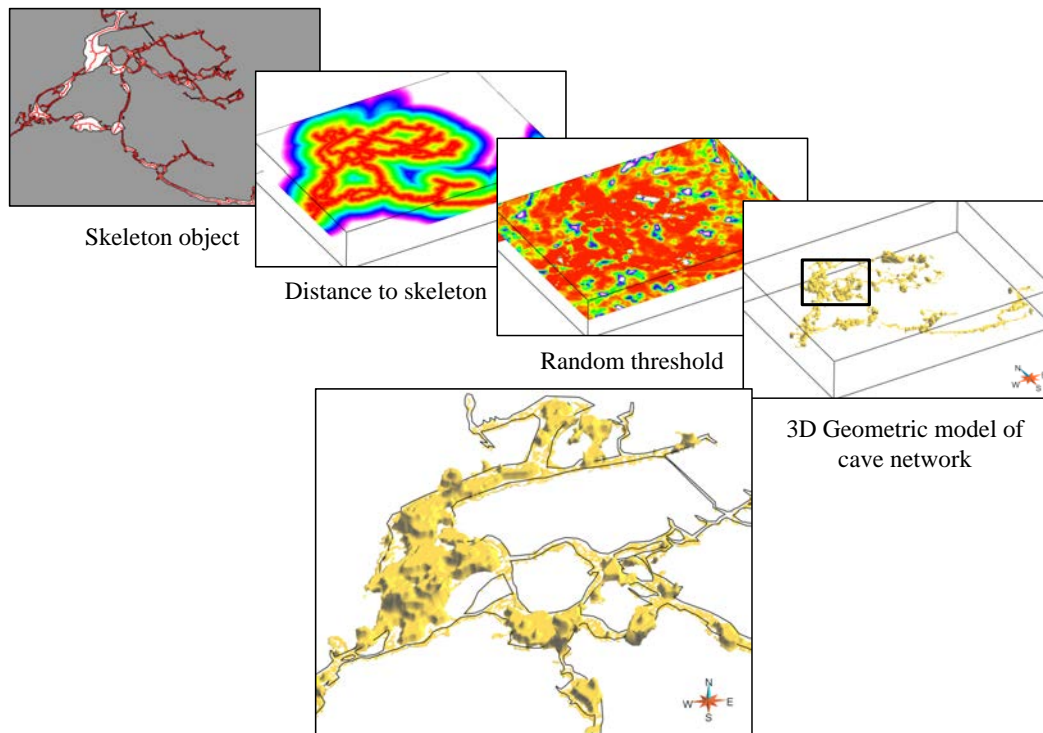 Skeleton object
Distance to skeleton
Random threshold
N
W
S
3D Geometric model of
cave network
N
W
E
S